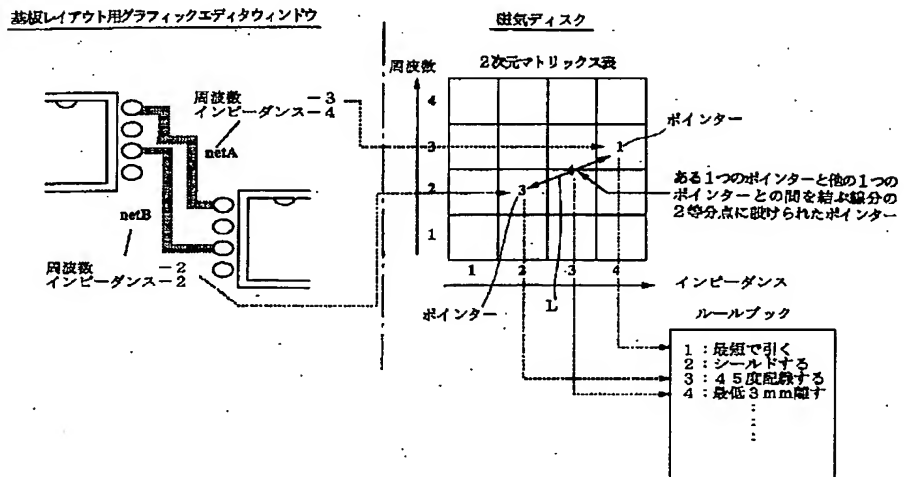 基板レイアウト用グラフィックエディタウィンドウ
周波数 －3
インピーダンス－4
netA
netB
周波数 －2
インピーダンス－2
磁気ディスク
周波数
2次元マトリックス表
4
3
2
1
1
3
1 2 3 4
ポインター
ある1つのポインターと他の1つの
ポインターとの間を結ぶ線分の
2等分点に設けられたポインター
インピーダンス
L
ポインター
ルールブック
1：最短で引く
2：シールドする
3：45度配線する
4：最低3mm離す